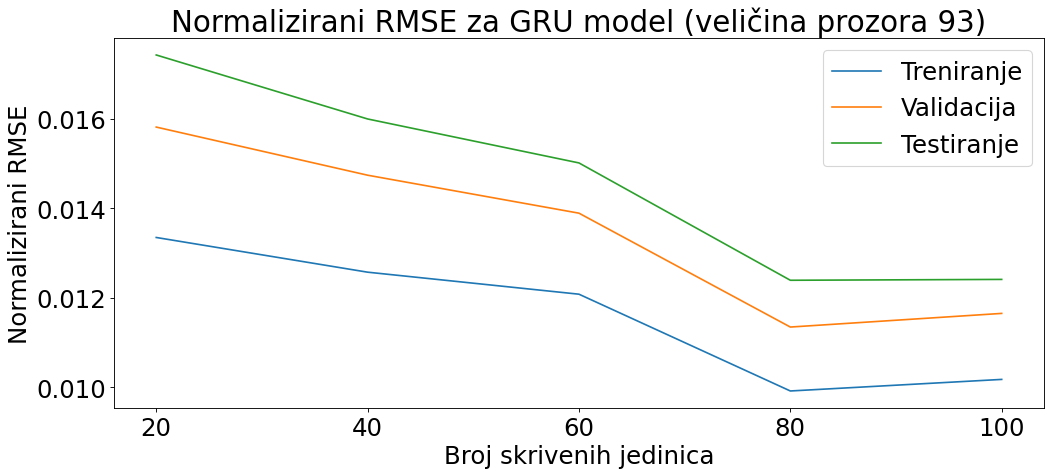 Normalizirani RMSE za GRU model (veličina prozora 93)
Treniranje
Validacija
Testiranje
Normalizirani RMSE
0.016
0.014
0.012
0.010
20 40 60 80 100
Broj skrivenih jedinica